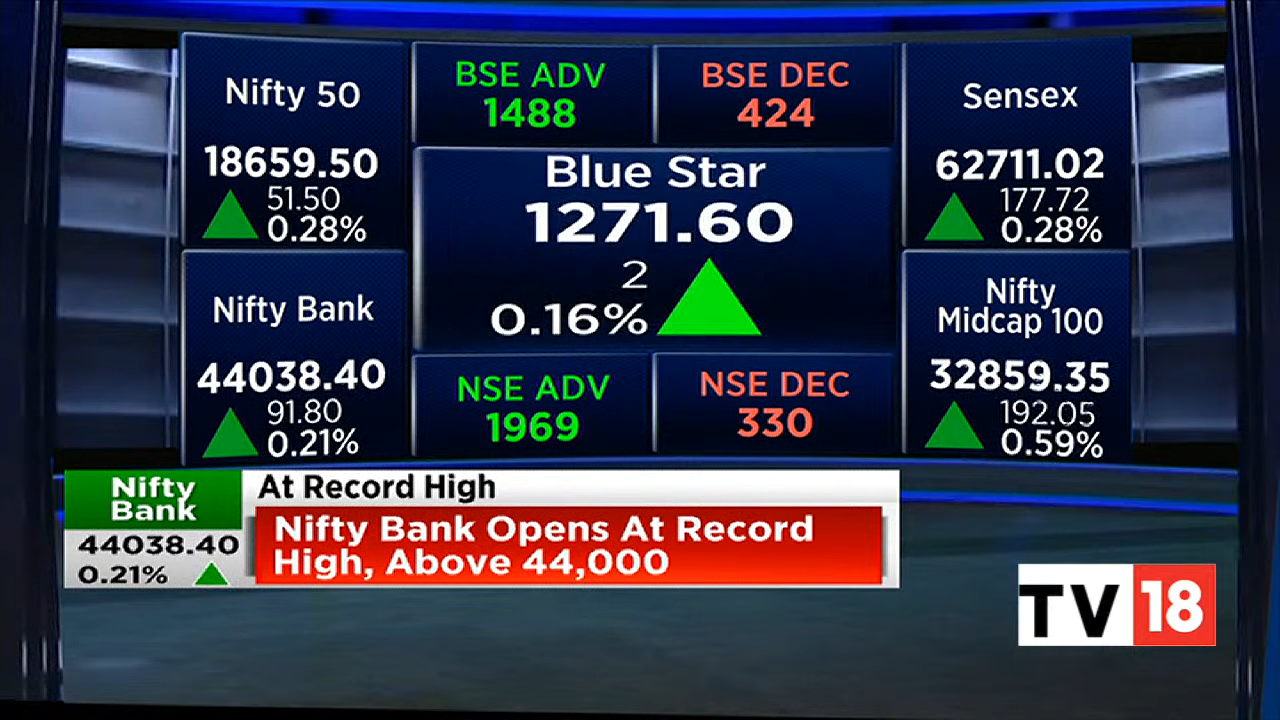 Nifty 50
18659.50
51.50
0.28%
BSE ADV
1488
BSE DEC
424
Sensex
62711.02
177.72
0.28%
Blue Star
1271.60
2
0.16%
Nifty Bank
44038.40
91.80
0.21%
NSE ADV
1969
NSE DEC
330
Nifty
Midcap 100
32859.35
192.05
0.59%
Nifty
Bank
44038.40
0.21%
At Record High
Nifty Bank Opens At Record
High, Above 44,000
TV18